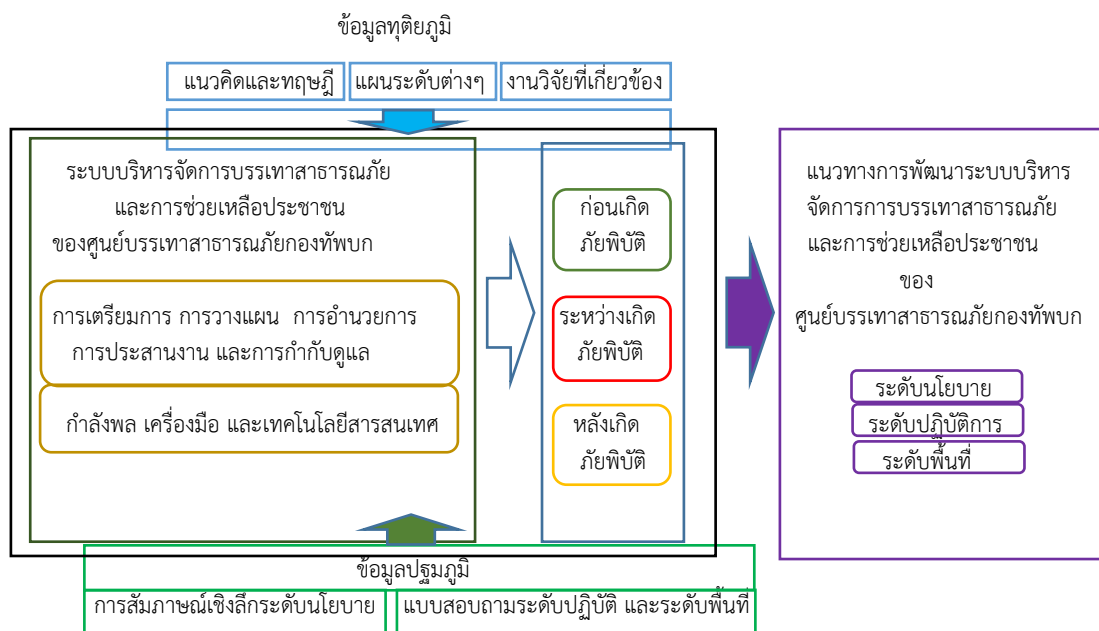 ข้อมูลทุติยภูมิ
แนวคิดและทฤษฎี
แผนระดับต่างๆ
งานวิจัยที่เกี่ยวข้อง
ระบบบริหารจัดการบรรเทาสาธารณภัย
และการช่วยเหลือประชาชน
ของศูนย์บรรเทาสาธารณภัยกองทัพบก
การเตรียมการ การวางแผน การอำนวยการ
การประสานงาน และการกำกับดูแล
กำลังพล เครื่องมือ และเทคโนโลยีสารสนเทศ
ก่อนเกิด
ภัยพิบัติ
ระหว่างเกิด
ภัยพิบัติ
หลังเกิด
ภัยพิบัติ
แนวทางการพัฒนาระบบบริหาร
จัดการการบรรเทาสาธารณภัย
และการช่วยเหลือประชาชน
ของ
ศูนย์บรรเทาสาธารณภัยกองทัพบก
ระดับนโยบาย
ระดับปฏิบัติการ
ระดับพื้นที่
ข้อมูลปฐมภูมิ
การสัมภาษณ์เชิงลึกระดับนโยบาย
แบบสอบถามระดับปฏิบัติ และระดับพื้นที่